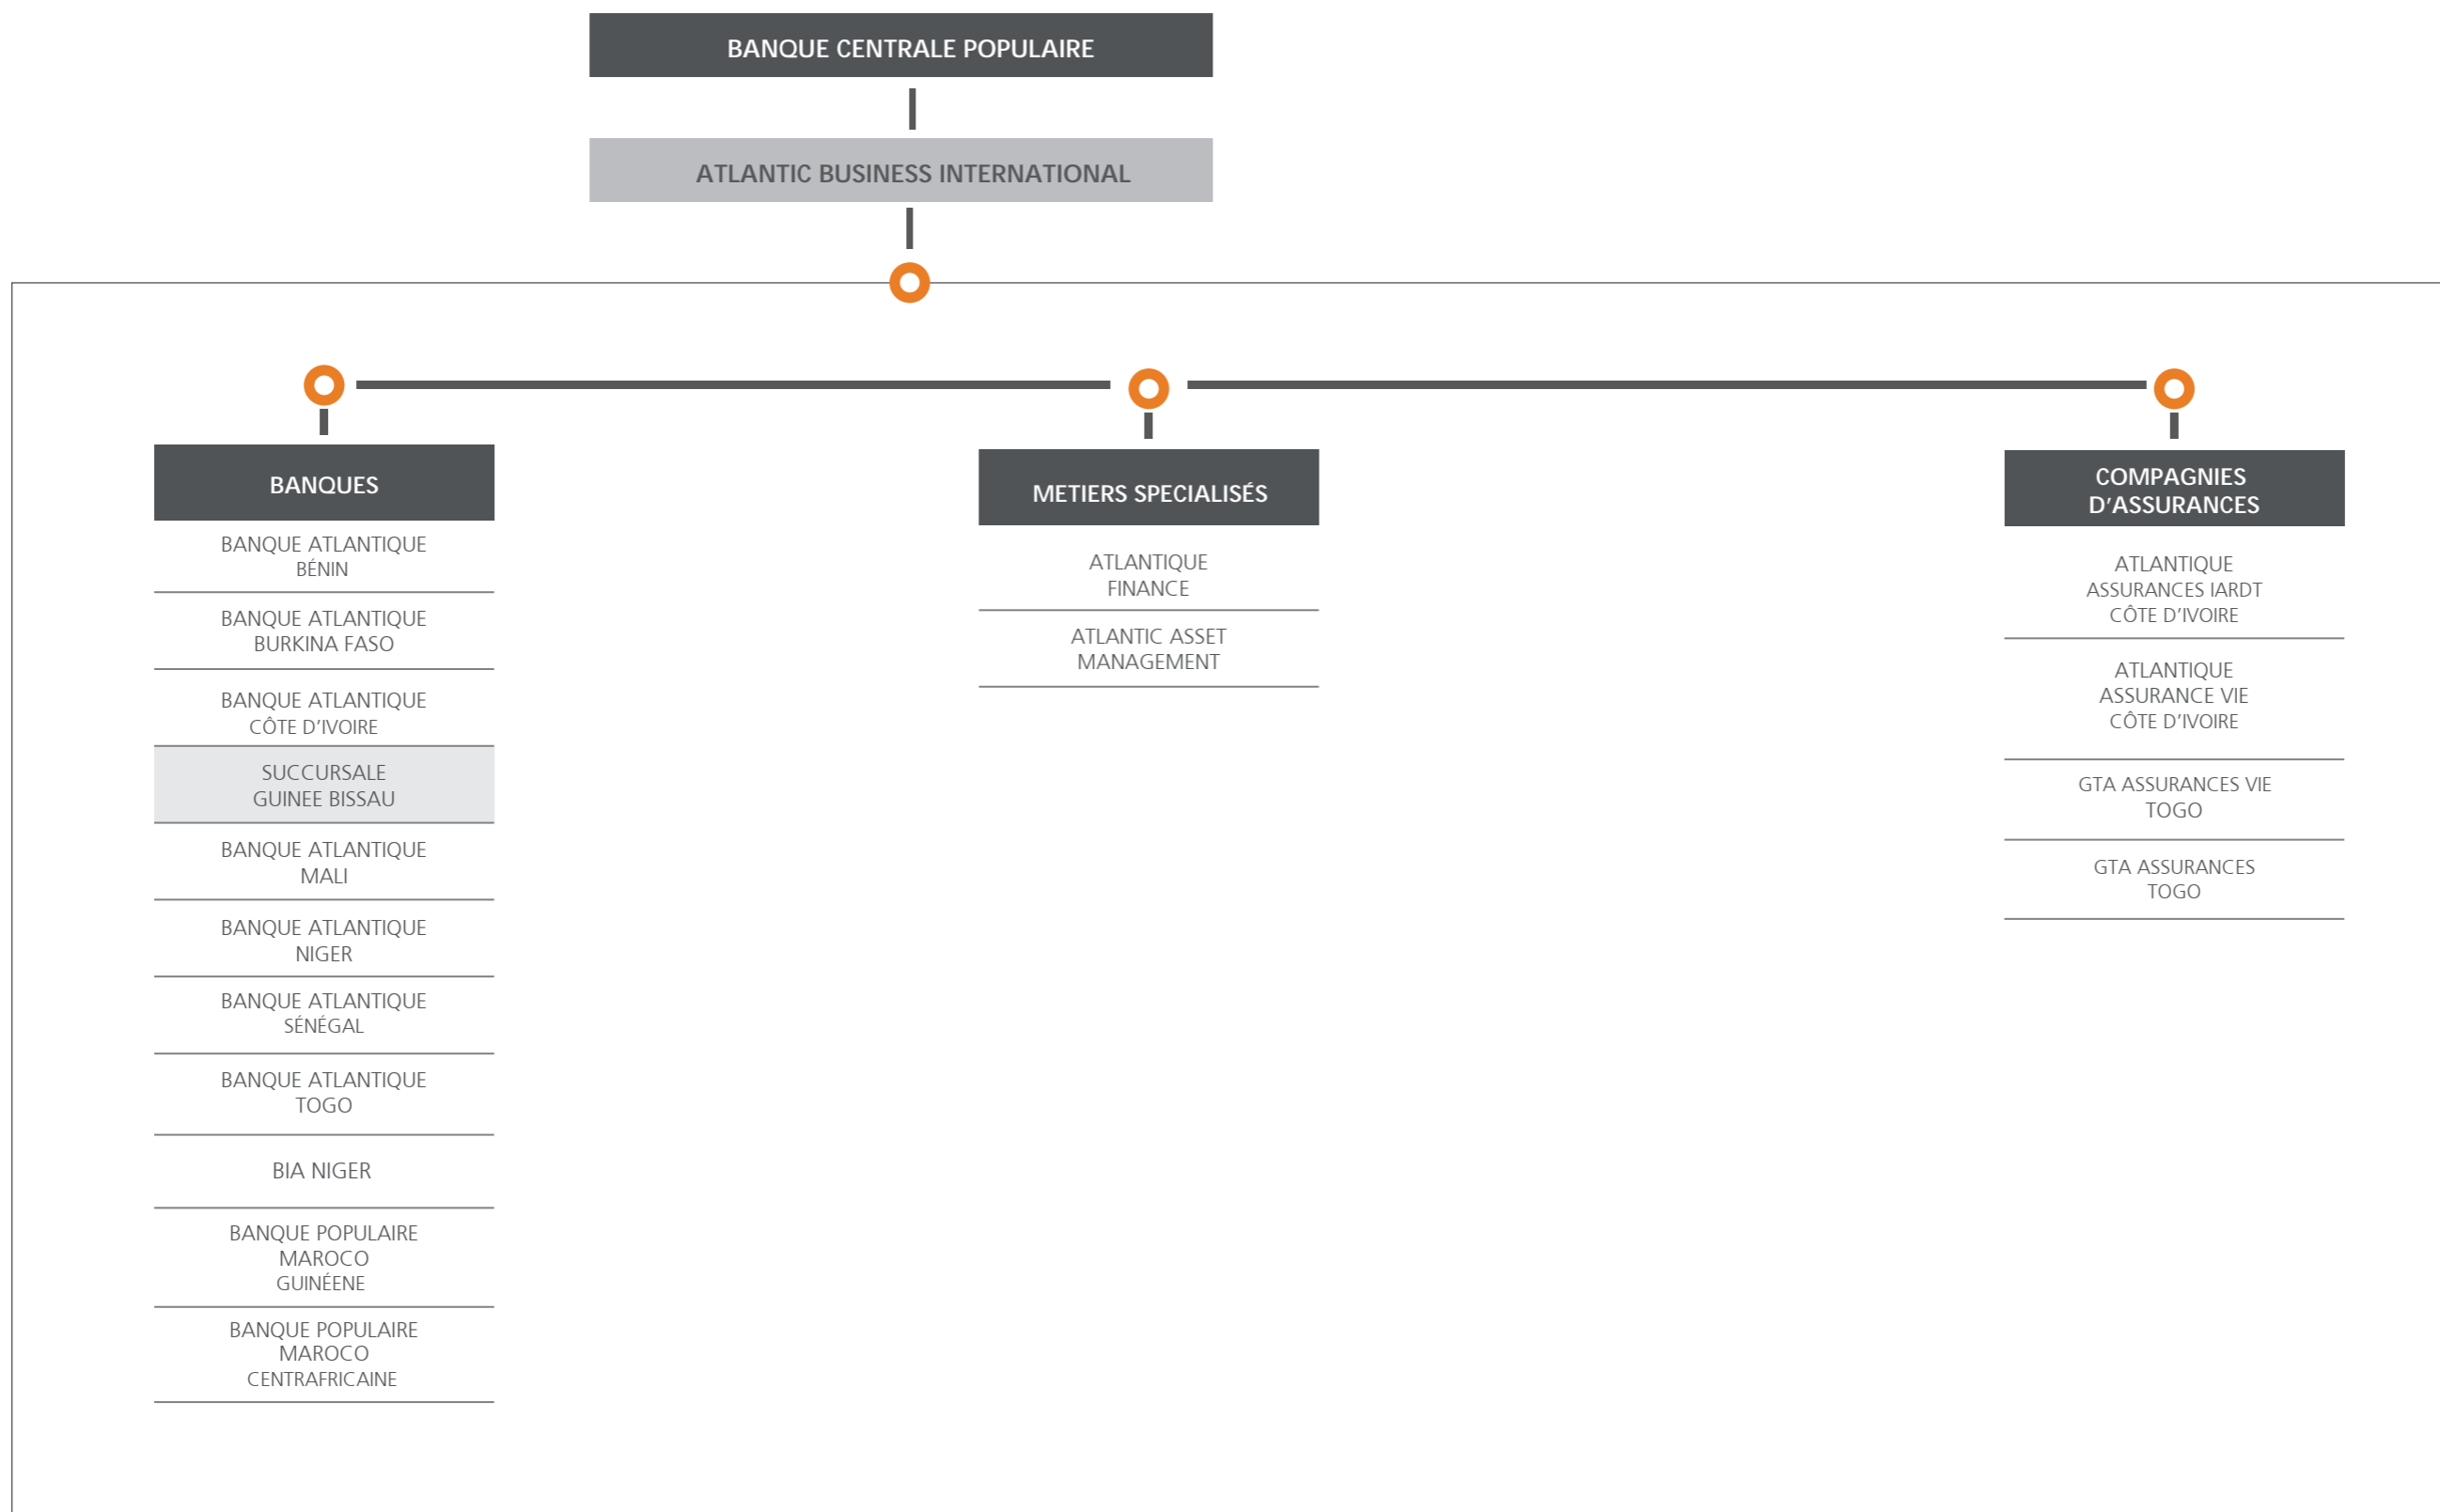 BANQUE CENTRALE POPULAIRE
ATLANTIC BUSINESS INTERNATIONAL
BANQUES
BANQUE ATLANTIQUE
BÉNIN
BANQUE ATLANTIQUE
BURKINA FASO
BANQUE ATLANTIQUE
CÔTE D’IVOIRE
SUCCURSALE
GUINEE BISSAU
BANQUE ATLANTIQUE
MALI
BANQUE ATLANTIQUE
NIGER
BANQUE ATLANTIQUE
SÉNÉGAL
BANQUE ATLANTIQUE
TOGO
BIA NIGER
BANQUE POPULAIRE
MAROCO
GUINÉENE
BANQUE POPULAIRE
MAROCO
CENTRAFRICAINE
METIERS SPECIALISÉS
ATLANTIQUE
FINANCE
ATLANTIC ASSET
MANAGEMENT
COMPAGNIES
D’ASSURANCES
ATLANTIQUE
ASSURANCES IARDT
CÔTE D’IVOIRE
ATLANTIQUE
ASSURANCE VIE
CÔTE D’IVOIRE
GTA ASSURANCES VIE
TOGO
GTA ASSURANCES
TOGO